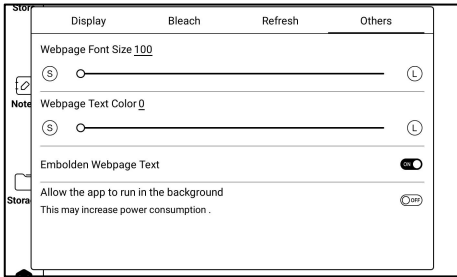 Stor
Display Bleach Refresh Others
Webpage Font Size 100
S L
Note
Webpage Text Color 0
S L
Embolden Webpage Text ON
Allow the app to run in the background OFF
Stora
This may increase power consumption .